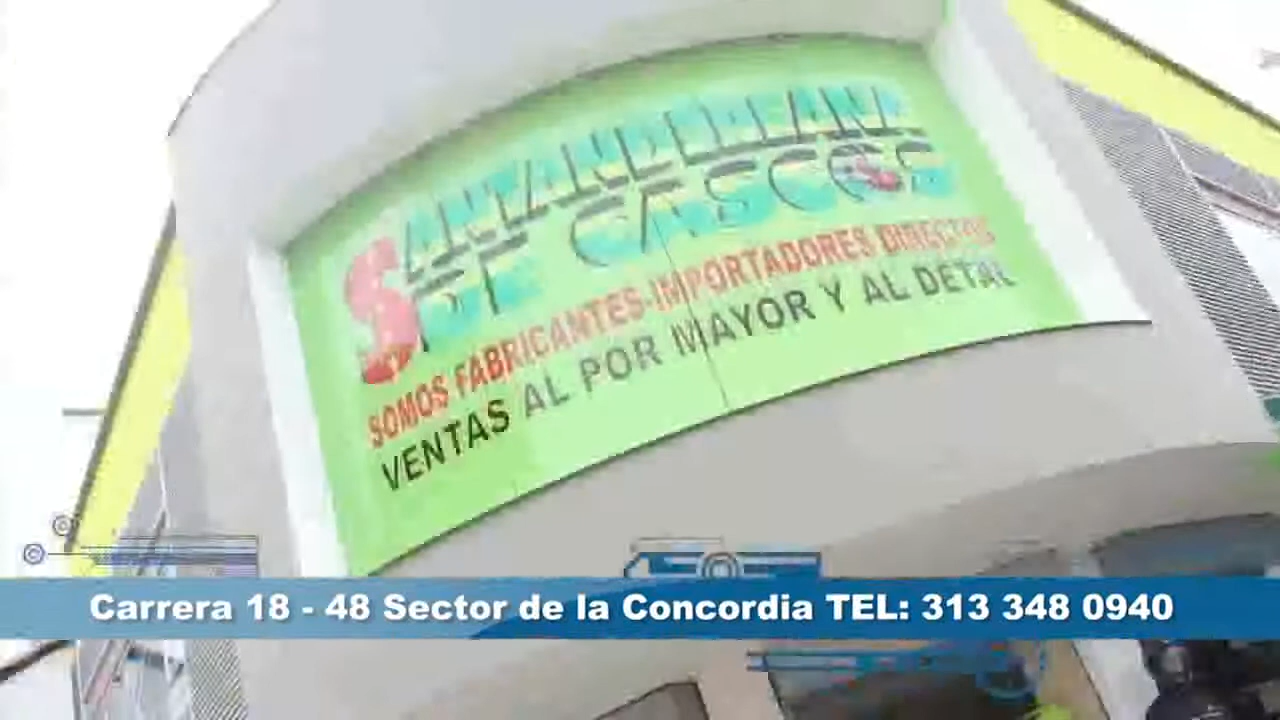 SANTANDEREANA
DE CASCOS
SOMOS FABRICANTES-IMPORTADORES DIRECTOS
VENTAS AL POR MAYOR Y AL DETAL
Carrera 18 - 48 Sector de la Concordia TEL: 313 348 0940